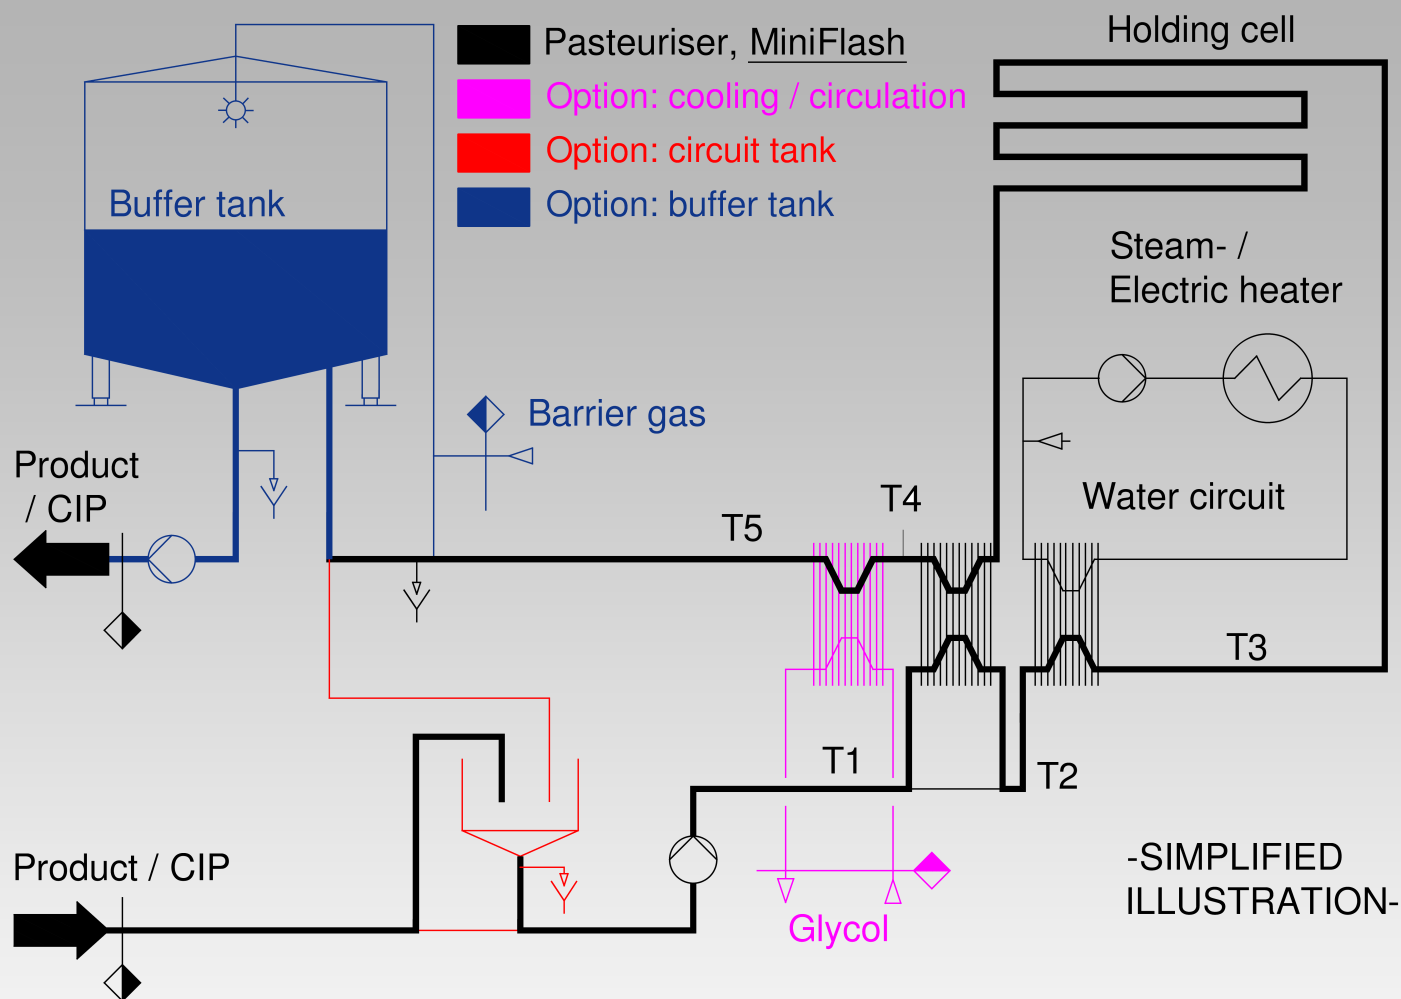 Pasteuriser, MiniFlash
Option: cooling / circulation
Option: circuit tank
Option: buffer tank
Holding cell
Buffer tank
Steam- /
Electric heater
Barrier gas
Product
/ CIP
Water circuit
T4
T5
T3
T1
T2
Product / CIP
Glycol
-SIMPLIFIED
ILLUSTRATION-